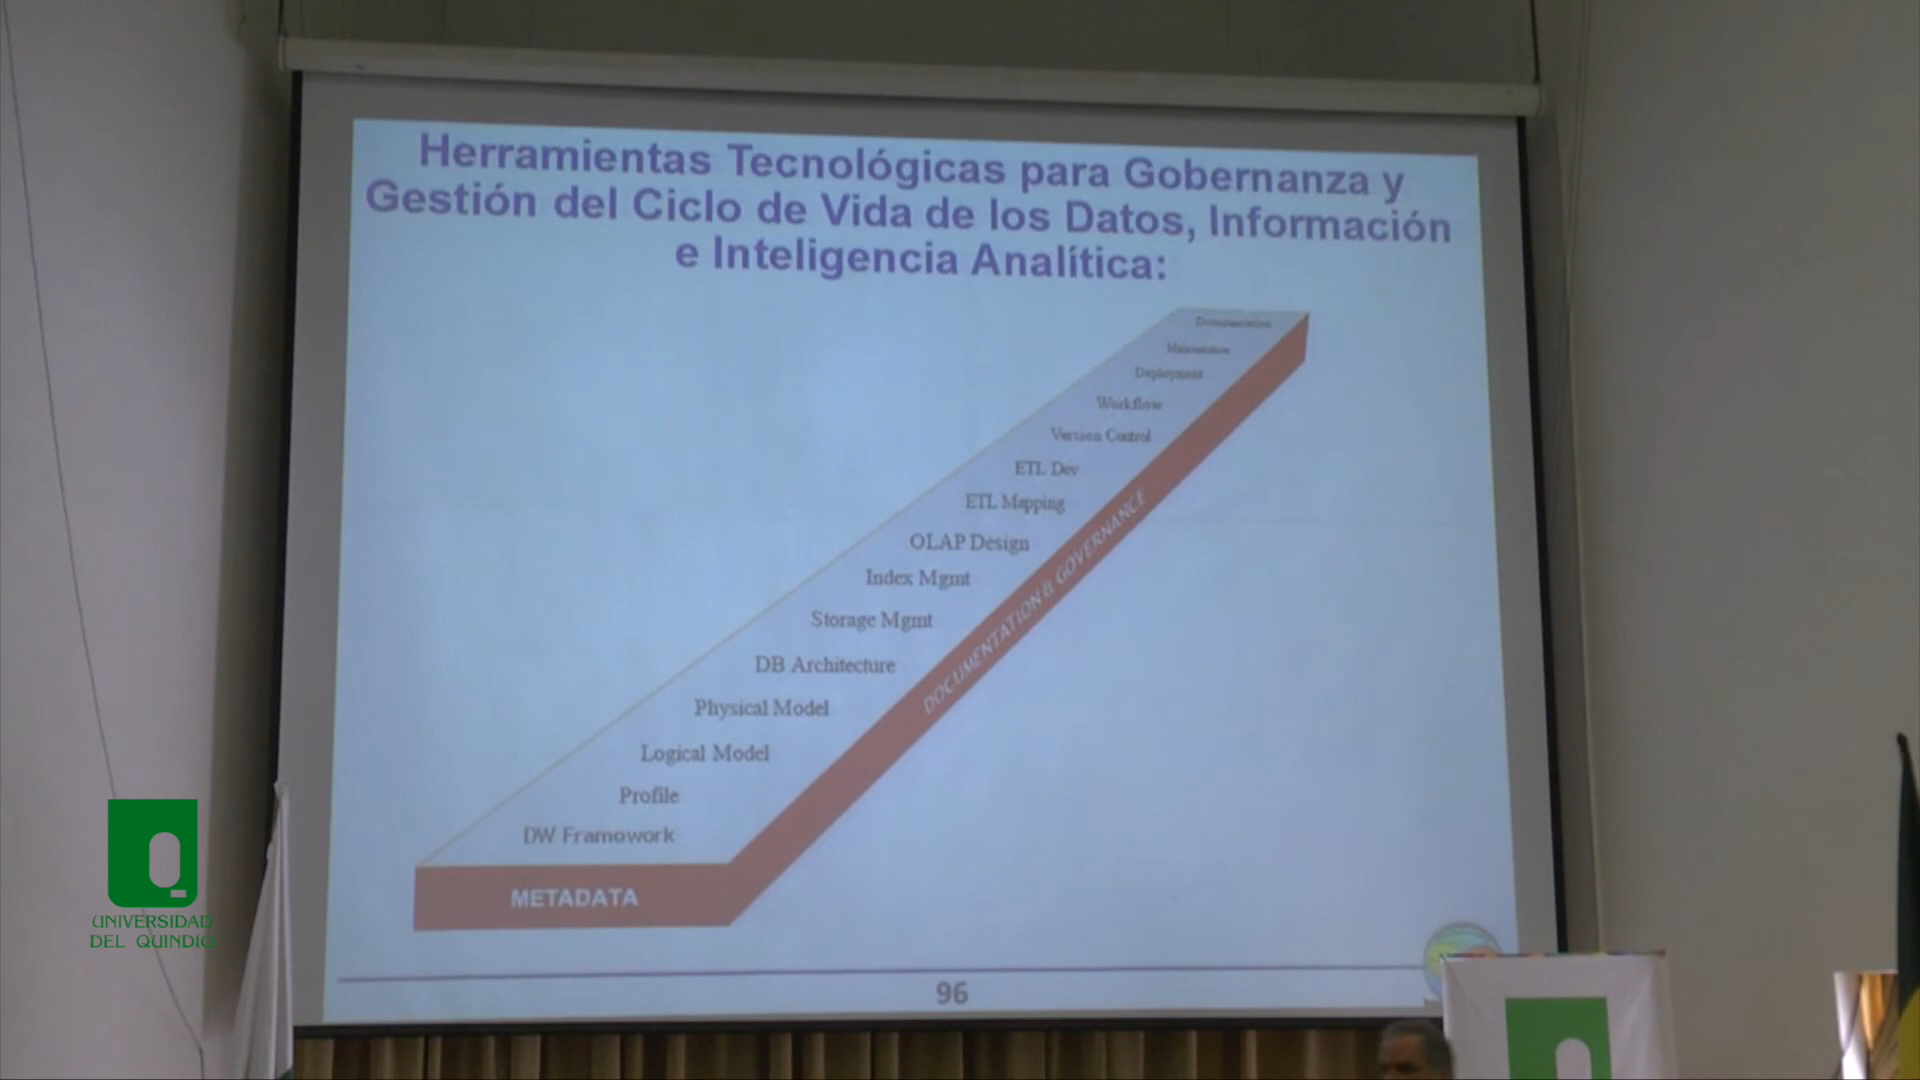 Herramientas Tecnológicas para Gobernanza y
Gestión del Ciclo de Vida de los Datos, Información
e Inteligencia Analítica:
Deployment
Workflow
Version Control
ETL Dev
ETL Mapping
OLAP Design
Index Mgmt
Storage Mgmt
DB Architecture
Physical Model
Logical Model
Profile
DW Framowork
DOCUMENTATION & GOVERNANCE
METADATA
96
UNIVERSIDAD
DEL QUINDIO